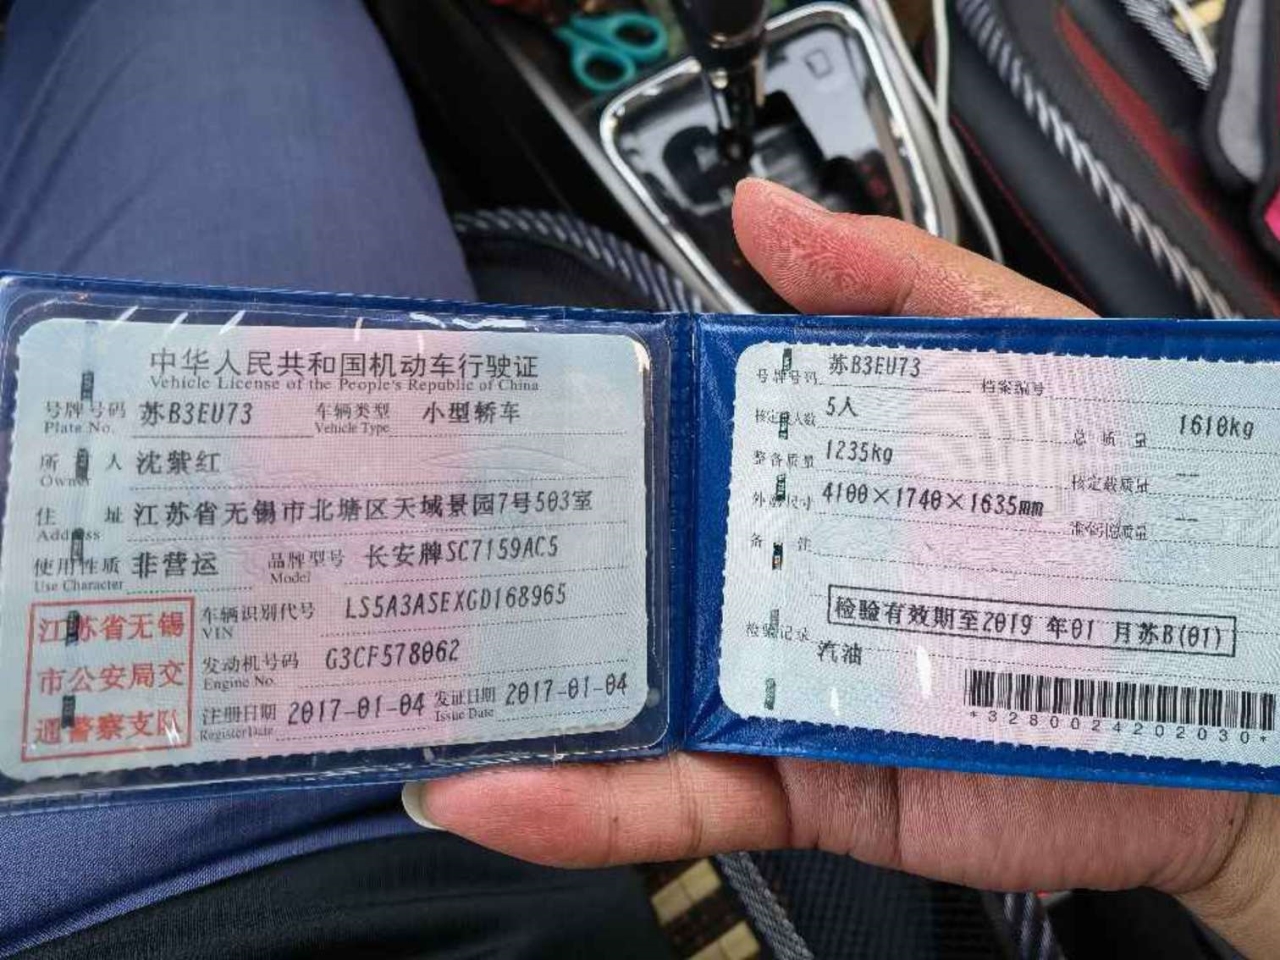 中华人民共和国机动车行驶证
Vehicle License of the People's Republic of China
号牌号码 苏B3EU73 车辆类型 小型轿车
Plate No. Vehicle Type
所 人 沈紫红
Owner
住 址 江苏省无锡市北塘区天域景园7号503室
Address
使用性质 非营运 品牌型号 长安牌SC7159AC5
Use Character Model
车辆识别代号 LS5A3ASEXGD168965
VIN
发动机号码 G3CF578062
Engine No.
注册日期 2017-01-04 发证日期 2017-01-04
Register Date Issue Date
江苏省无锡
市公安局交
通警察支队
号牌号码 苏B3EU73 档案编号
核定 人数 5人 总质量 1610kg
整备质量 1235kg 核定载质量 --
外 尺寸 4100×1740×1635mm 准牵引总质量 --
备 注
检验有效期至2019 年01 月苏B(01)
检验记录
汽油
*3280024202030*